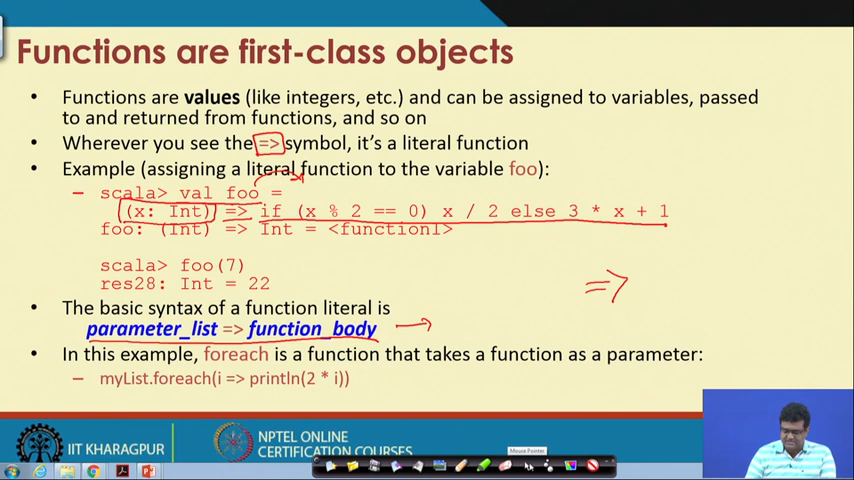 Functions are first-class objects
• Functions are values (like integers, etc.) and can be assigned to variables, passed
to and returned from functions, and so on
• Wherever you see the => symbol, it's a literal function
• Example (assigning a literal function to the variable foo):
– scala> val foo =
(x: Int) => if (x % 2 == 0) x / 2 else 3 * x + 1
foo: (Int) => Int = <function1>
scala> foo(7)
res28: Int = 22
=>
• The basic syntax of a function literal is
parameter_list => function_body
• In this example, foreach is a function that takes a function as a parameter:
– myList.foreach(i => println(2 * i))
IIT KHARAGPUR
NPTEL ONLINE
CERTIFICATION COURSES
Mouse Pointer